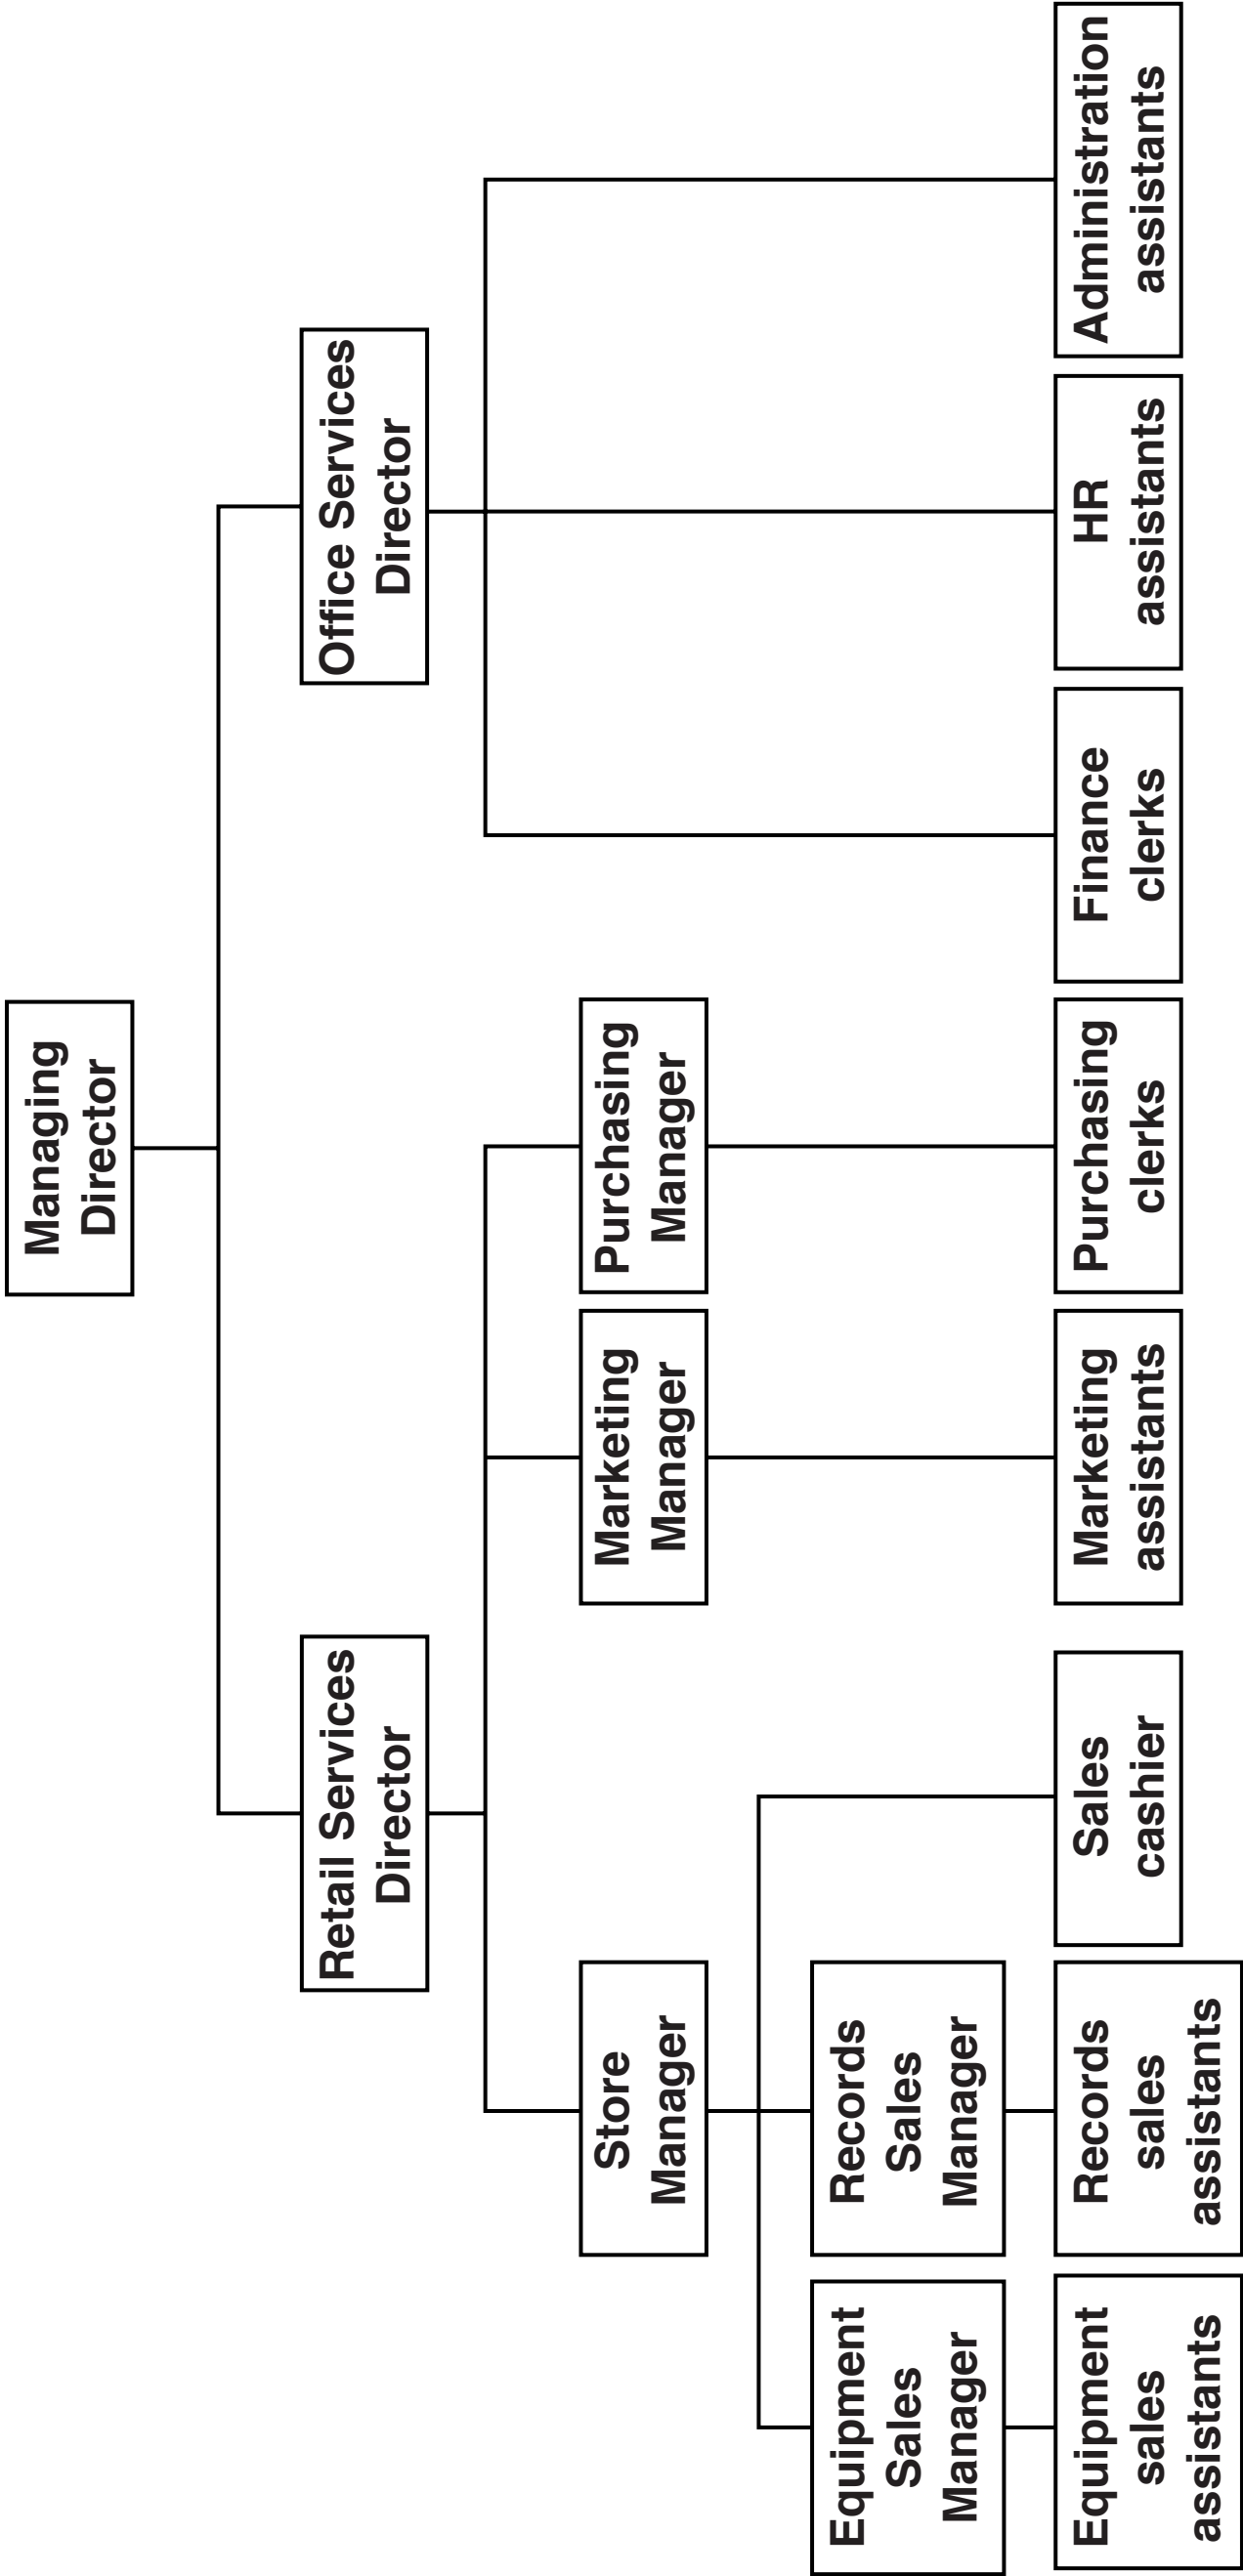 Managing
Director
Retail Services
Director
Office Services
Director
Store
Manager
Marketing
Manager
Purchasing
Manager
Equipment
Sales
Manager
Records
Sales
Manager
Equipment
sales
assistants
Records
sales
assistants
Sales
cashier
Marketing
assistants
Purchasing
clerks
Finance
clerks
HR
assistants
Administration
assistants